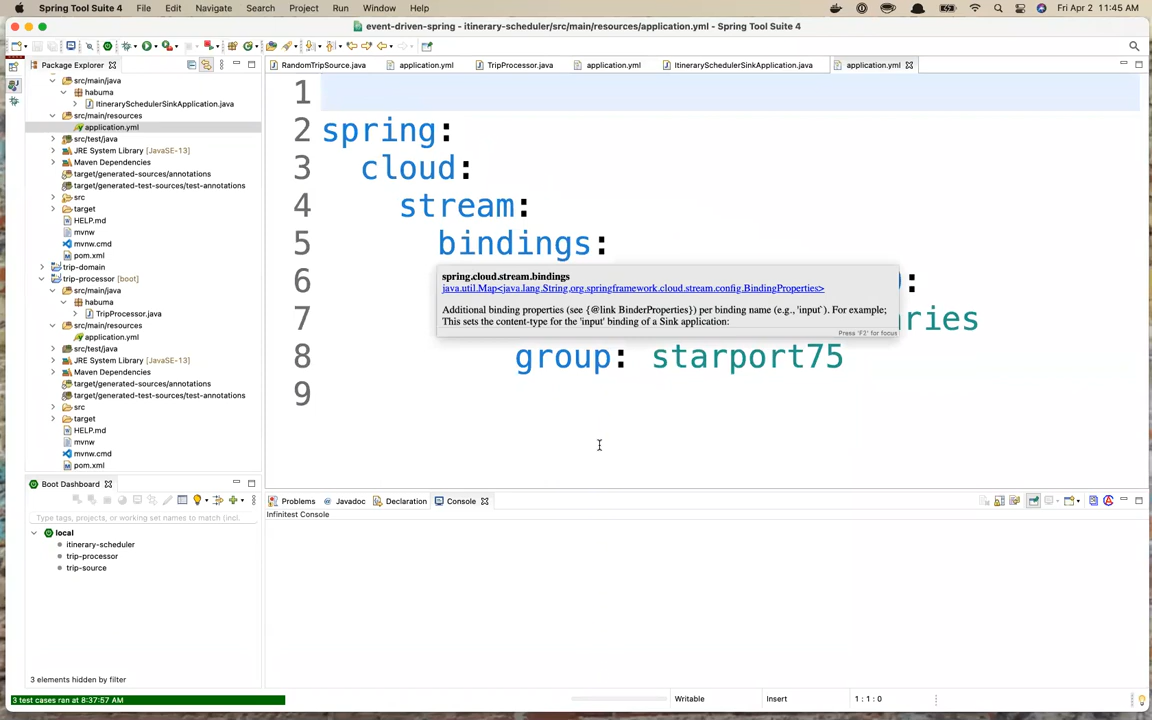 Spring Tool Suite 4 File Edit Navigate Search Project Run Window Help Fri Apr 2 11:45 AM
event-driven-spring - itinerary-scheduler/src/main/resources/application.yml - Spring Tool Suite 4
Package Explorer
src/main/java
habuma
ItinerarySchedulerSinkApplication.java
src/main/resources
application.yml
src/test/java
JRE System Library [JavaSE-13]
Maven Dependencies
target/generated-sources/annotations
target/generated-test-sources/test-annotations
src
target
HELP.md
mvnw
mvnw.cmd
pom.xml
trip-domain
trip-processor [boot]
src/main/java
habuma
TripProcessor.java
src/main/resources
application.yml
src/test/java
JRE System Library [JavaSE-13]
Maven Dependencies
target/generated-sources/annotations
target/generated-test-sources/test-annotations
src
target
HELP.md
mvnw
mvnw.cmd
pom.xml
Boot Dashboard
Type tags, projects, or working set names to match (incl.
local
itinerary-scheduler
trip-processor
trip-source
3 elements hidden by filter
RandomTripSource.java application.yml TripProcessor.java application.yml ItinerarySchedulerSinkApplication.java application.yml
1
2 spring:
3 cloud:
4 stream:
5 bindings:
6 :
7 ries
8 group: starport75
9
spring.cloud.stream.bindings
java.util.Map<java.lang.String,org.springframework.cloud.stream.config.BindingProperties>
Additional binding properties (see {@link BinderProperties}) per binding name (e.g., 'input`). For example;
This sets the content-type for the 'input' binding of a Sink application:
Press 'F2' for focus
Problems Javadoc Declaration Console
Infinitest Console
3 test cases ran at 8:37:57 AM
Writable Insert 1 : 1 : 0